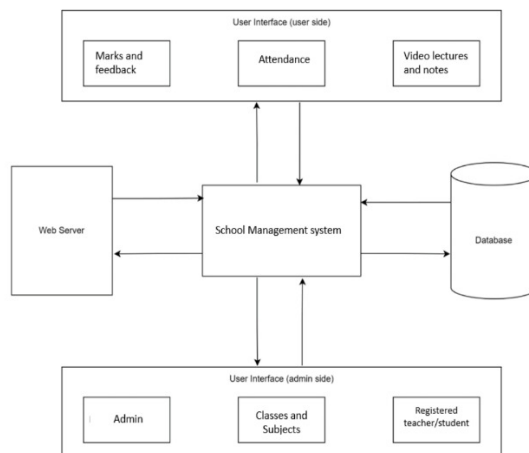 User Interface (user side)
Marks and
feedback
Attendance
Video lectures
and notes
Web Server
School Management system
Database
User Interface (admin side)
Admin
Classes and
Subjects
Registered
teacher/student